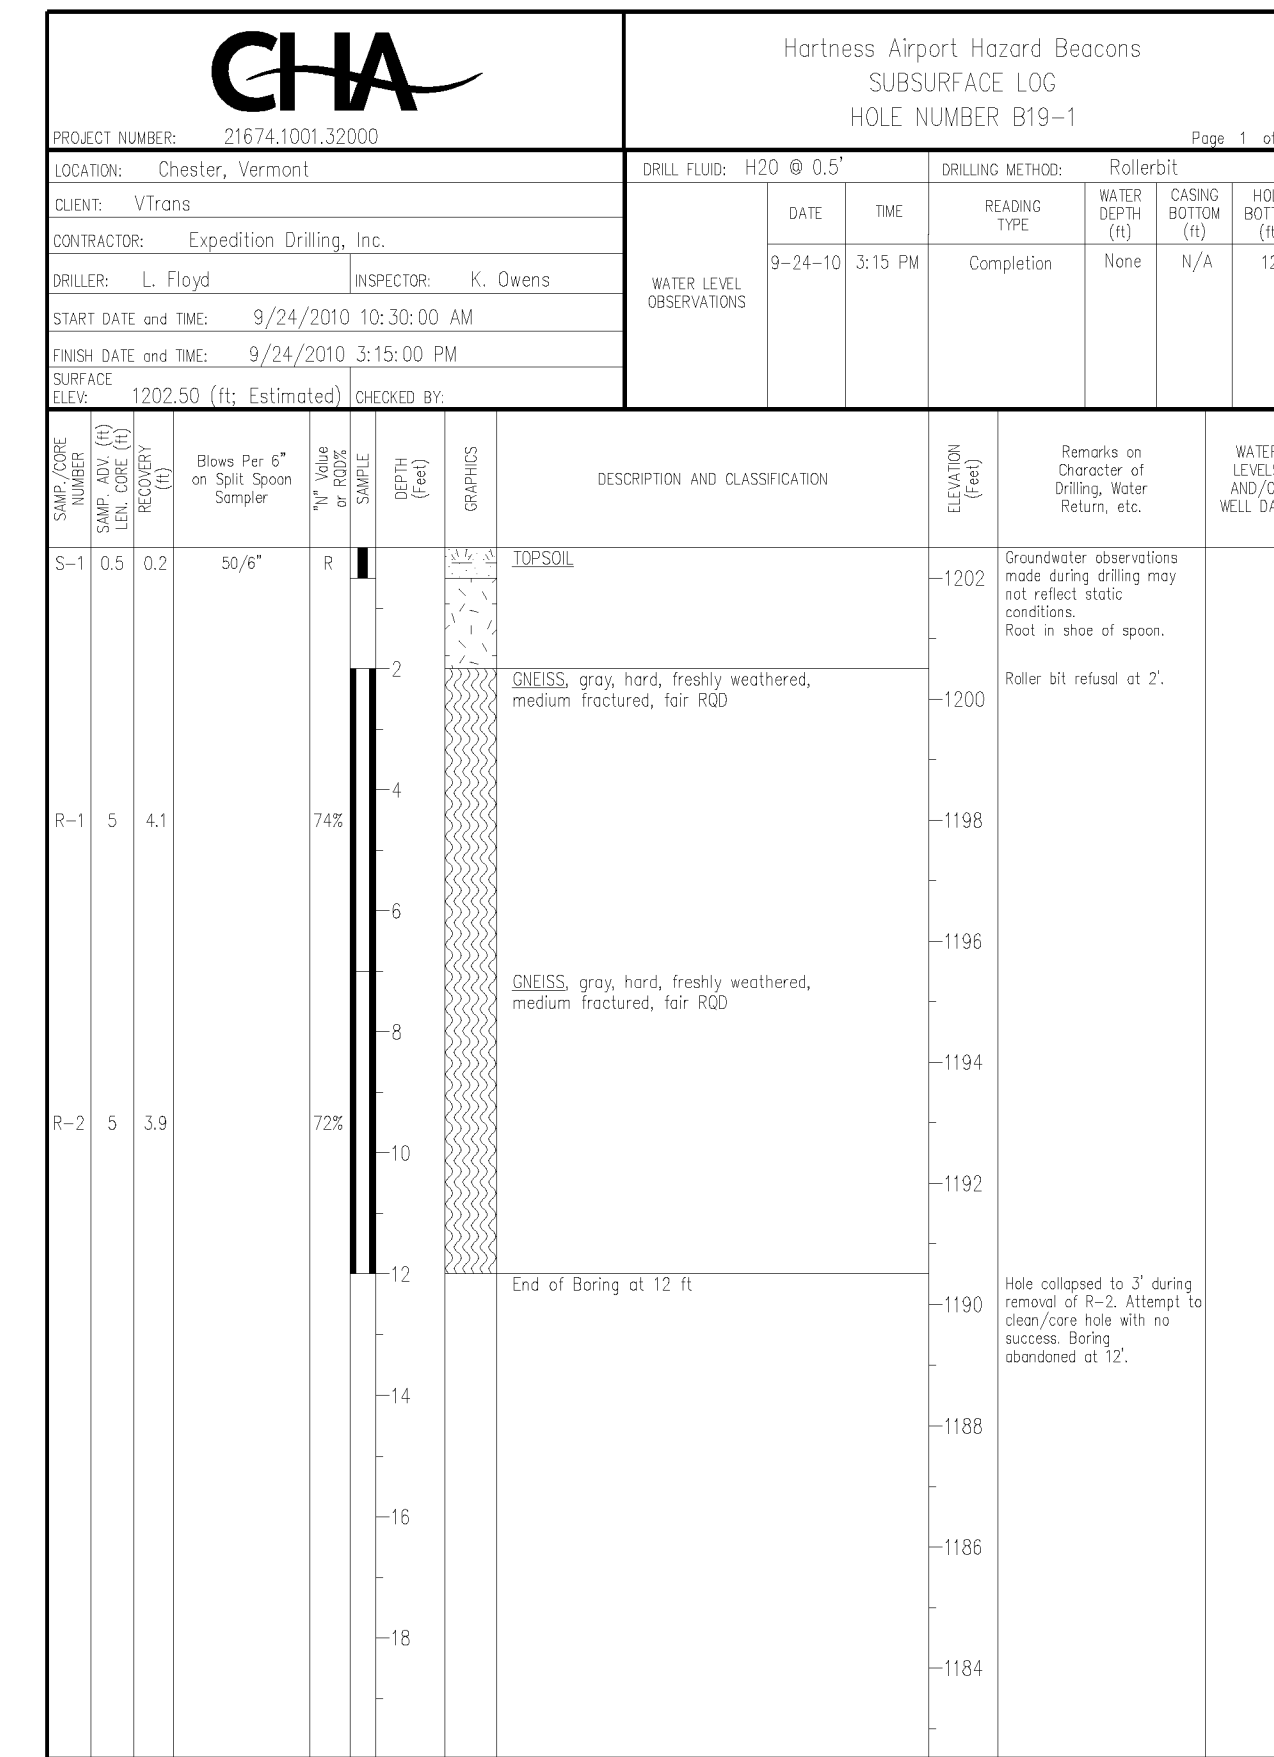 CHA
PROJECT NUMBER: 21674.1001.32000
Hartness Airport Hazard Beacons
SUBSURFACE LOG
HOLE NUMBER B19-1
Page 1 of
LOCATION: Chester, Vermont
CLIENT: VTrans
CONTRACTOR: Expedition Drilling, Inc.
DRILLER: L. Floyd INSPECTOR: K. Owens
START DATE and TIME: 9/24/2010 10:30:00 AM
FINISH DATE and TIME: 9/24/2010 3:15:00 PM
SURFACE
ELEV: 1202.50 (ft; Estimated) CHECKED BY:
DRILL FLUID: H20 @ 0.5' DRILLING METHOD: Rollerbit
WATER LEVEL
OBSERVATIONS
DATE
TIME
READING
TYPE
WATER
DEPTH
(ft)
CASING
BOTTOM
(ft)
9-24-10 3:15 PM Completion None N/A 12
SAMP./CORE
NUMBER
SAMP. ADV. (ft)
LEN. CORE (ft)
RECOVERY
(ft)
Blows Per 6"
on Split Spoon
Sampler
"N" Value
or RQD%
SAMPLE
DEPTH
(Feet)
GRAPHICS
DESCRIPTION AND CLASSIFICATION
ELEVATION
(Feet)
Remarks on
Character of
Drilling, Water
Return, etc.
WATER
LEVELS
AND/O
WELL DA
S-1 0.5 0.2 50/6" R
TOPSOIL
Groundwater observations
made during drilling may
not reflect static
conditions.
Root in shoe of spoon.
1202
2
GNEISS, gray, hard, freshly weathered,
medium fractured, fair RQD
Roller bit refusal at 2'.
1200
4
R-1 5 4.1 74%
1198
6
1196
GNEISS, gray, hard, freshly weathered,
medium fractured, fair RQD
8
1194
R-2 5 3.9 72%
10
1192
12
End of Boring at 12 ft
1190
Hole collapsed to 3' during
removal of R-2. Attempt to
clean/core hole with no
success. Boring
abandoned at 12'.
14
1188
16
1186
18
1184